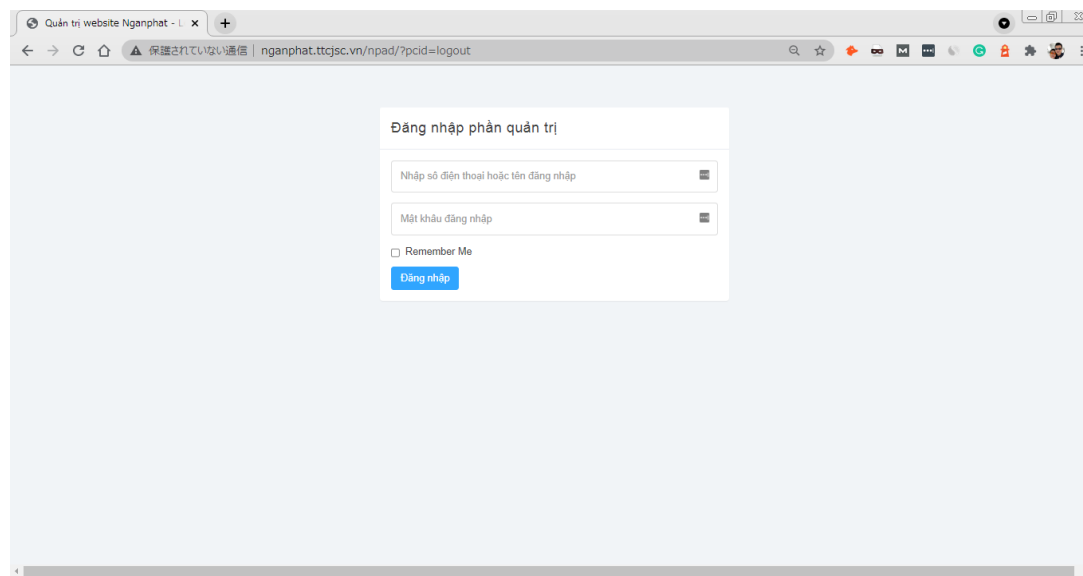 Quản trị website Nganphat - L
保護されていない通信 | nganphat.ttcjsc.vn/npad/?pcid=logout
Đăng nhập phần quản trị
Nhập số điện thoại hoặc tên đăng nhập
Mật khẩu đăng nhập
Remember Me
Đăng nhập